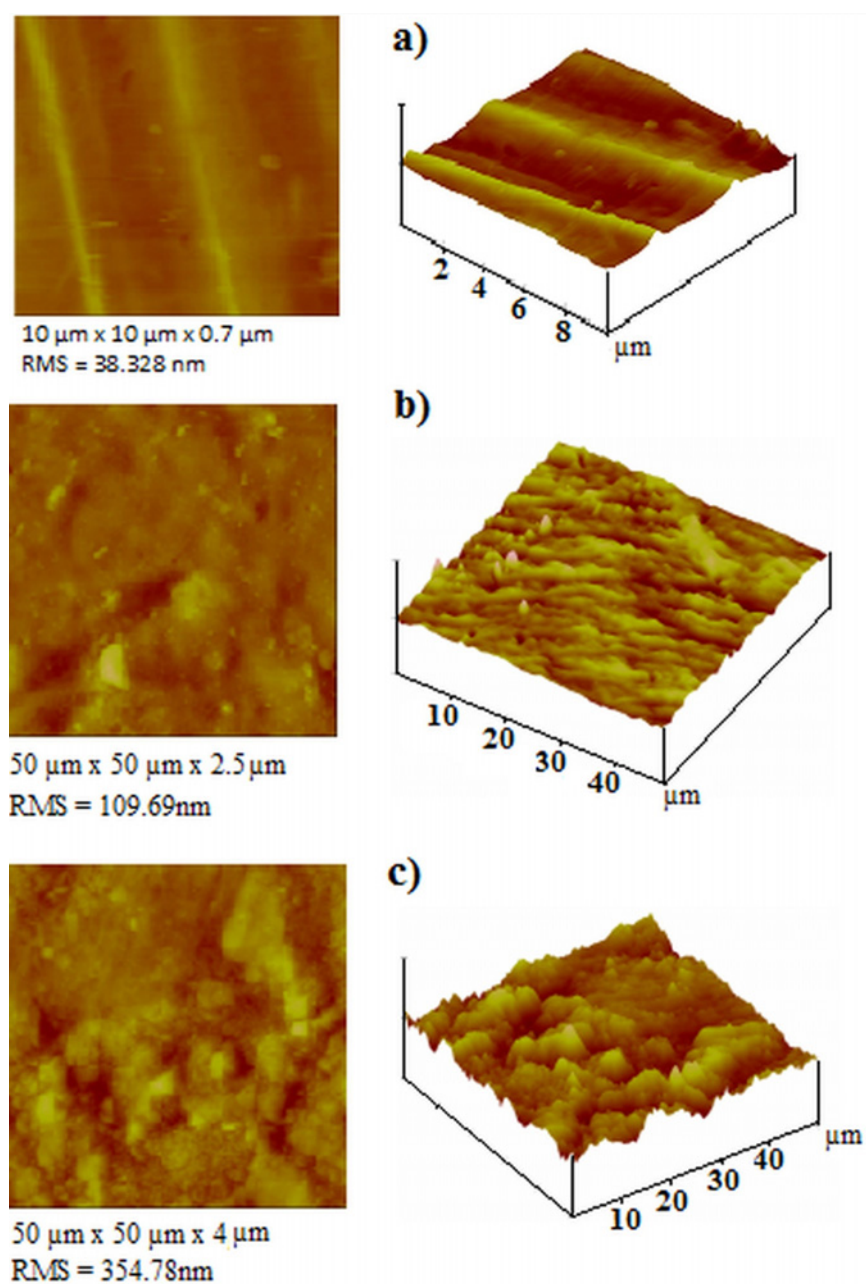 a)
2
4
6
8
µm
10 µm x 10 µm x 0.7 µm
RMS = 38.328 nm
b)
10
20
30
40
µm
50 µm x 50 µm x 2.5 µm
RMS = 109.69nm
c)
10
20
30
40
µm
50 µm x 50 µm x 4 µm
RMS = 354.78nm